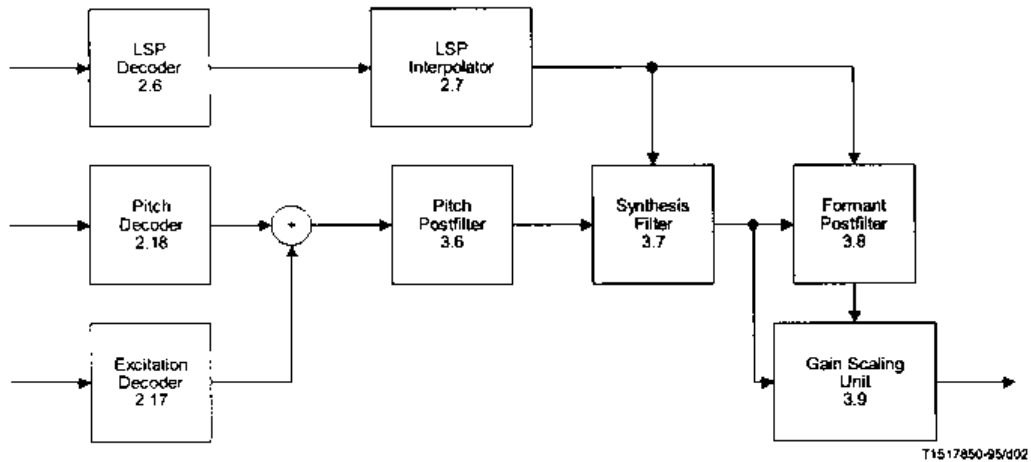 LSP
Decoder
2.6
LSP
Interpolator
2.7
Pitch
Decoder
2.18
+
Pitch
Postfilter
3.6
Synthesis
Filter
3.7
Formant
Postfilter
3.8
Excitation
Decoder
2.17
Gain Scaling
Unit
3.9
T1517850-95/d02